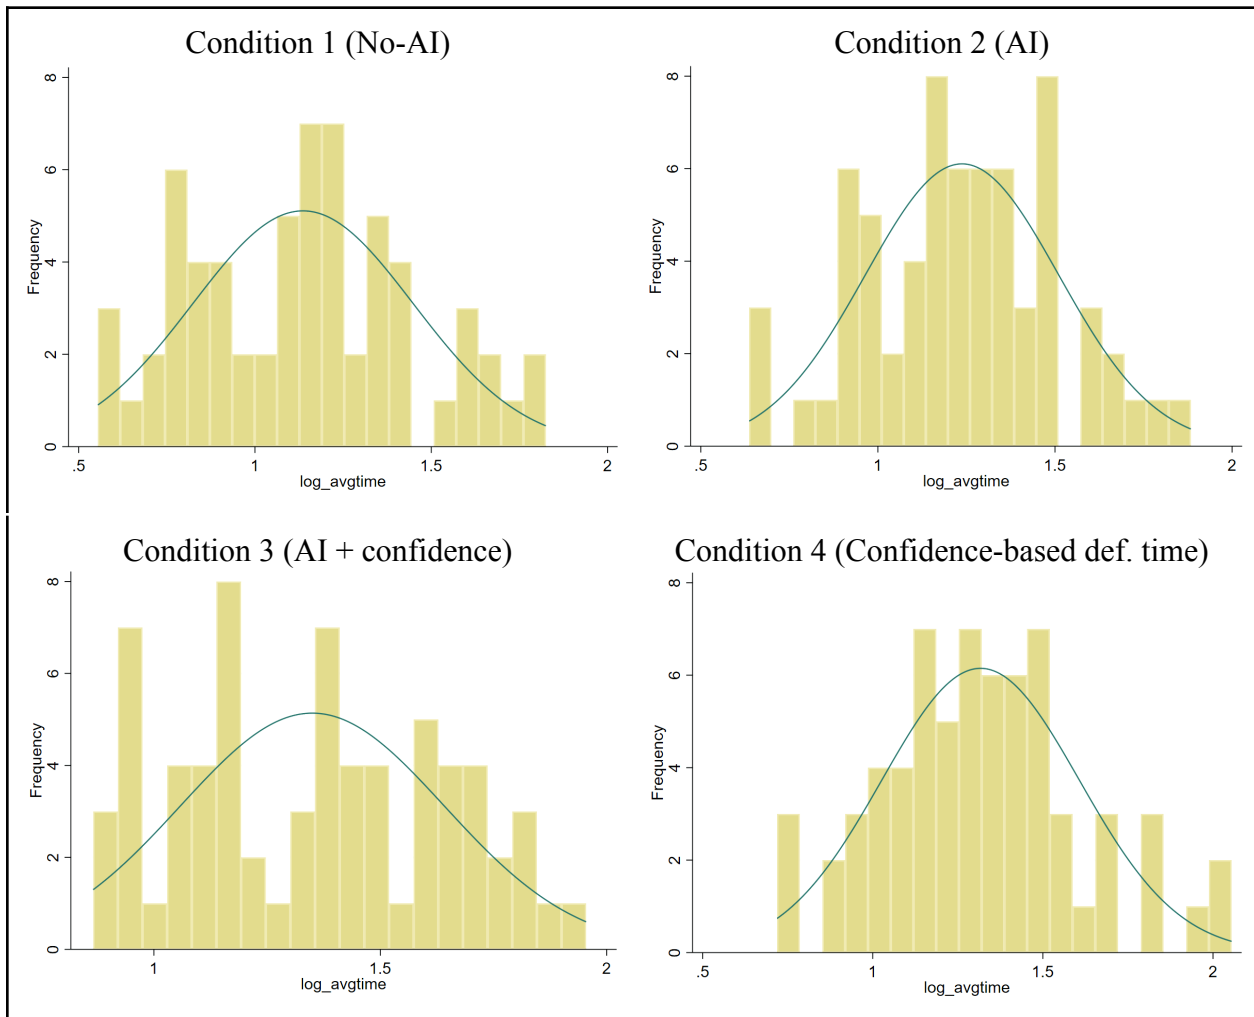 Condition 1 (No-AI)
8
6
4
2
0
Frequency
.5 1 1.5 2
log_avgtime
Condition 2 (AI)
8
6
4
2
0
Frequency
.5 1 1.5 2
log_avgtime
Condition 3 (AI + confidence)
8
6
4
2
0
Frequency
1 1.5 2
log_avgtime
Condition 4 (Confidence-based def. time)
8
6
4
2
0
Frequency
.5 1 1.5 2
log_avgtime